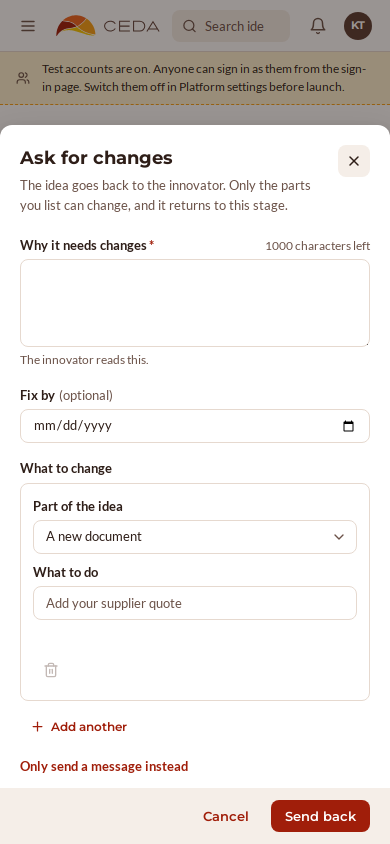 CEDA
Search ide
KT
Test accounts are on. Anyone can sign in as them from the sign-
in page. Switch them off in Platform settings before launch.
Ask for changes
The idea goes back to the innovator. Only the parts
you list can change, and it returns to this stage.
Why it needs changes *
1000 characters left
The innovator reads this.
Fix by (optional)
mm/dd/yyyy
What to change
Part of the idea
A new document
What to do
Add your supplier quote
Add another
Only send a message instead
Cancel
Send back